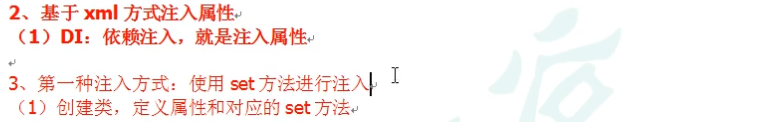 2、基于 xml 方式注入属性
（1）DI：依赖注入，就是注入属性
3、第一种注入方式：使用 set 方法进行注入
（1）创建类，定义属性和对应的 set 方法